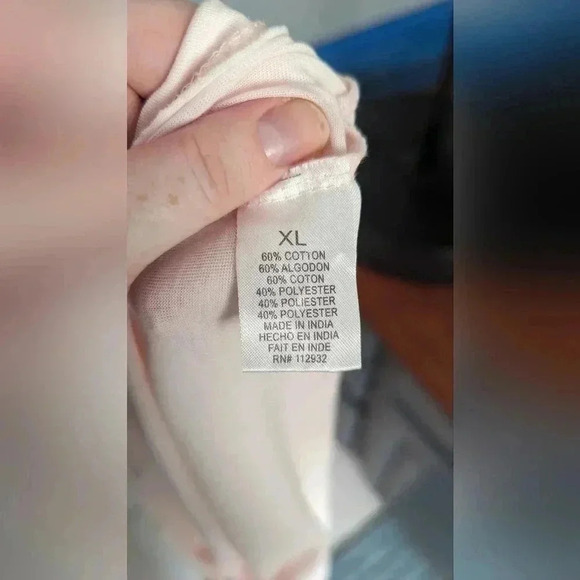 XL
60% COTTON
60% ALGODON
60% COTON
40% POLYESTER
40% POLIESTER
40% POLYESTER
MADE IN INDIA
HECHO EN INDIA
FAIT EN INDE
RN# 112932